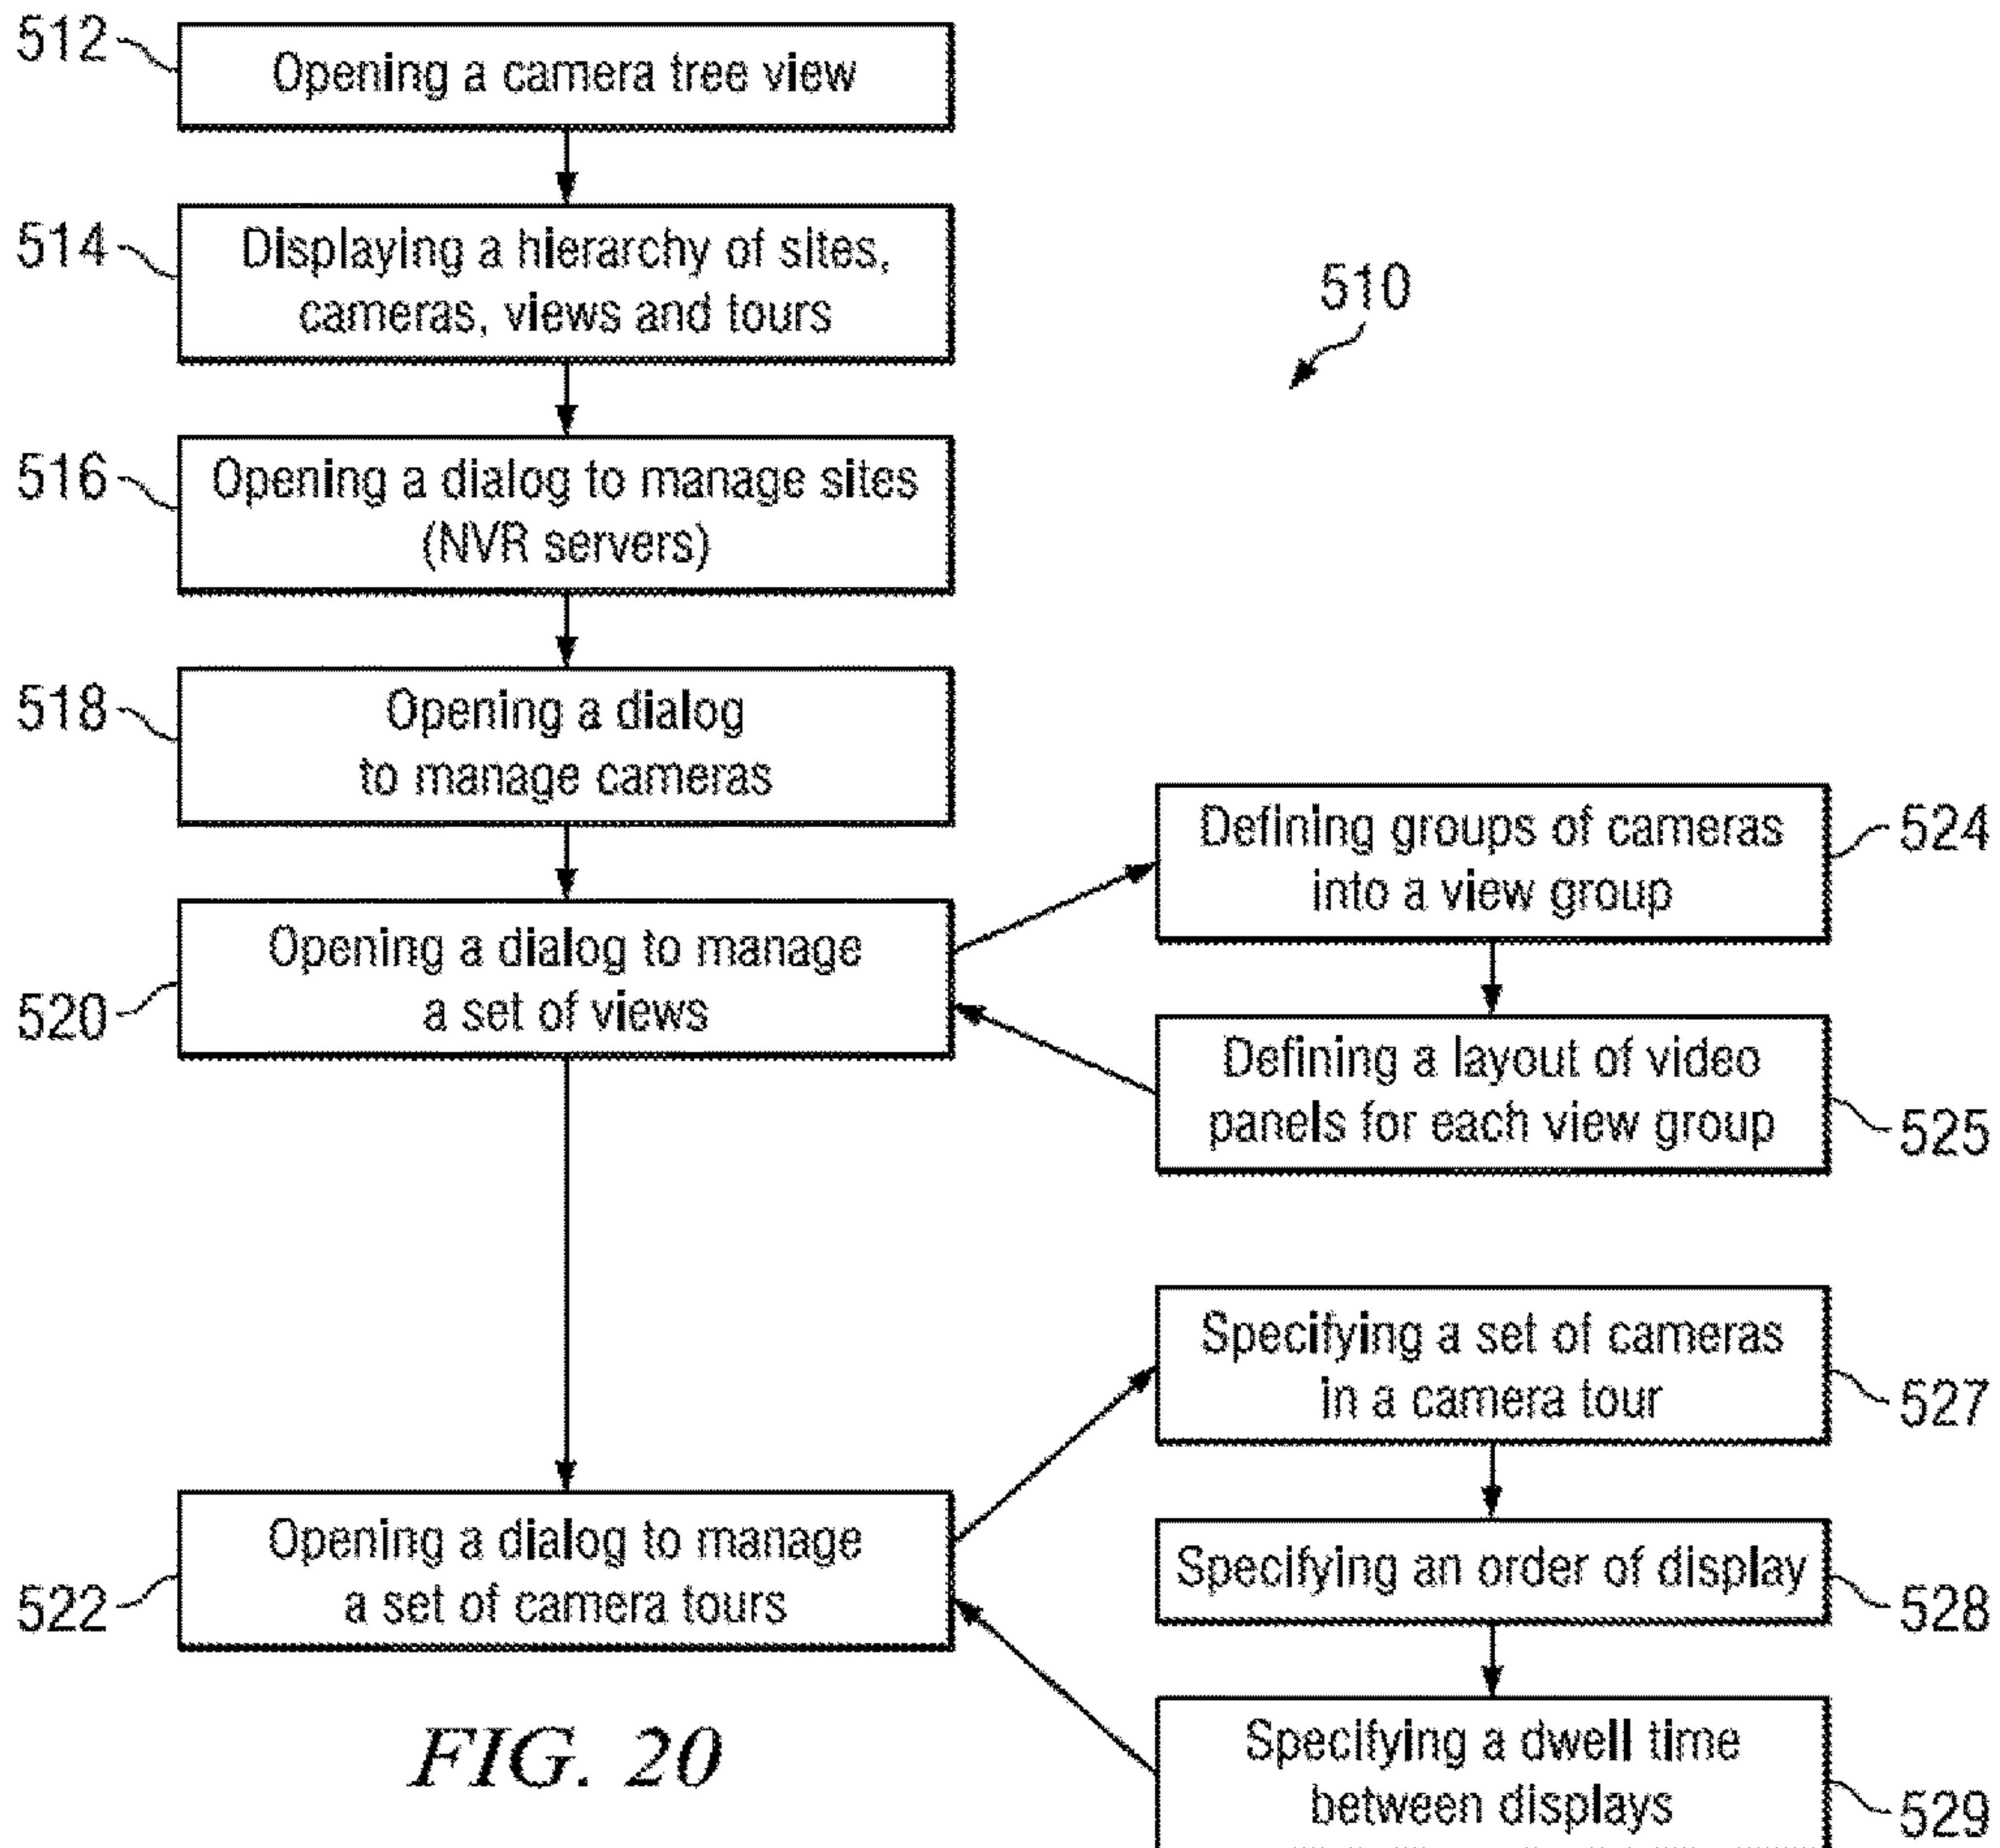 512
Opening a camera tree view
514
Displaying a hierarchy of sites,
cameras, views and tours
510
516
Opening a dialog to manage sites
(NVR servers)
518
Opening a dialog
to manage cameras
520
Opening a dialog to manage
a set of views
Defining groups of cameras
into a view group
524
Defining a layout of video
panels for each view group
525
522
Opening a dialog to manage
a set of camera tours
Specifying a set of cameras
in a camera tour
527
Specifying an order of display
528
Specifying a dwell time
between displays
529
FIG. 20